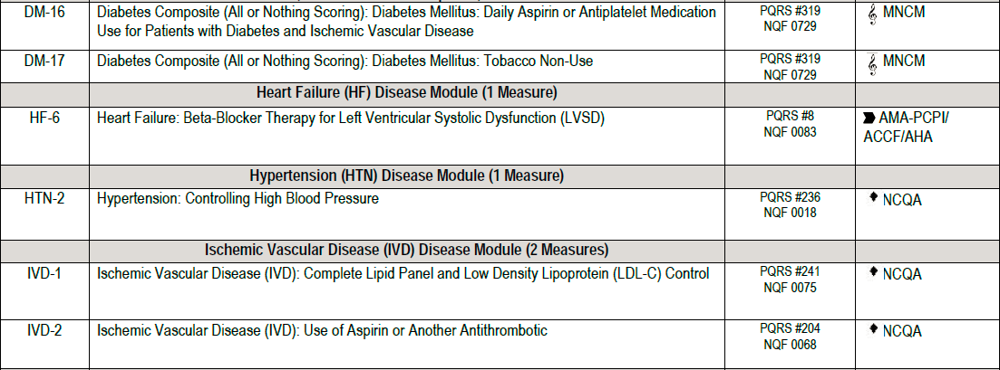 DM-16 Diabetes Composite (All or Nothing Scoring): Diabetes Mellitus: Daily Aspirin or Antiplatelet Medication PQRS #319 MNCM
Use for Patients with Diabetes and Ischemic Vascular Disease NQF 0729
DM-17 Diabetes Composite (All or Nothing Scoring): Diabetes Mellitus: Tobacco Non-Use PQRS #319 MNCM
NQF 0729
Heart Failure (HF) Disease Module (1 Measure)
HF-6 Heart Failure: Beta-Blocker Therapy for Left Ventricular Systolic Dysfunction (LVSD) PQRS #8 AMA-PCPI/
NQF 0083 ACCF/AHA
Hypertension (HTN) Disease Module (1 Measure)
HTN-2 Hypertension: Controlling High Blood Pressure PQRS #236 NCQA
NQF 0018
Ischemic Vascular Disease (IVD) Disease Module (2 Measures)
IVD-1 Ischemic Vascular Disease (IVD): Complete Lipid Panel and Low Density Lipoprotein (LDL-C) Control PQRS #241 NCQA
NQF 0075
IVD-2 Ischemic Vascular Disease (IVD): Use of Aspirin or Another Antithrombotic PQRS #204 NCQA
NQF 0068